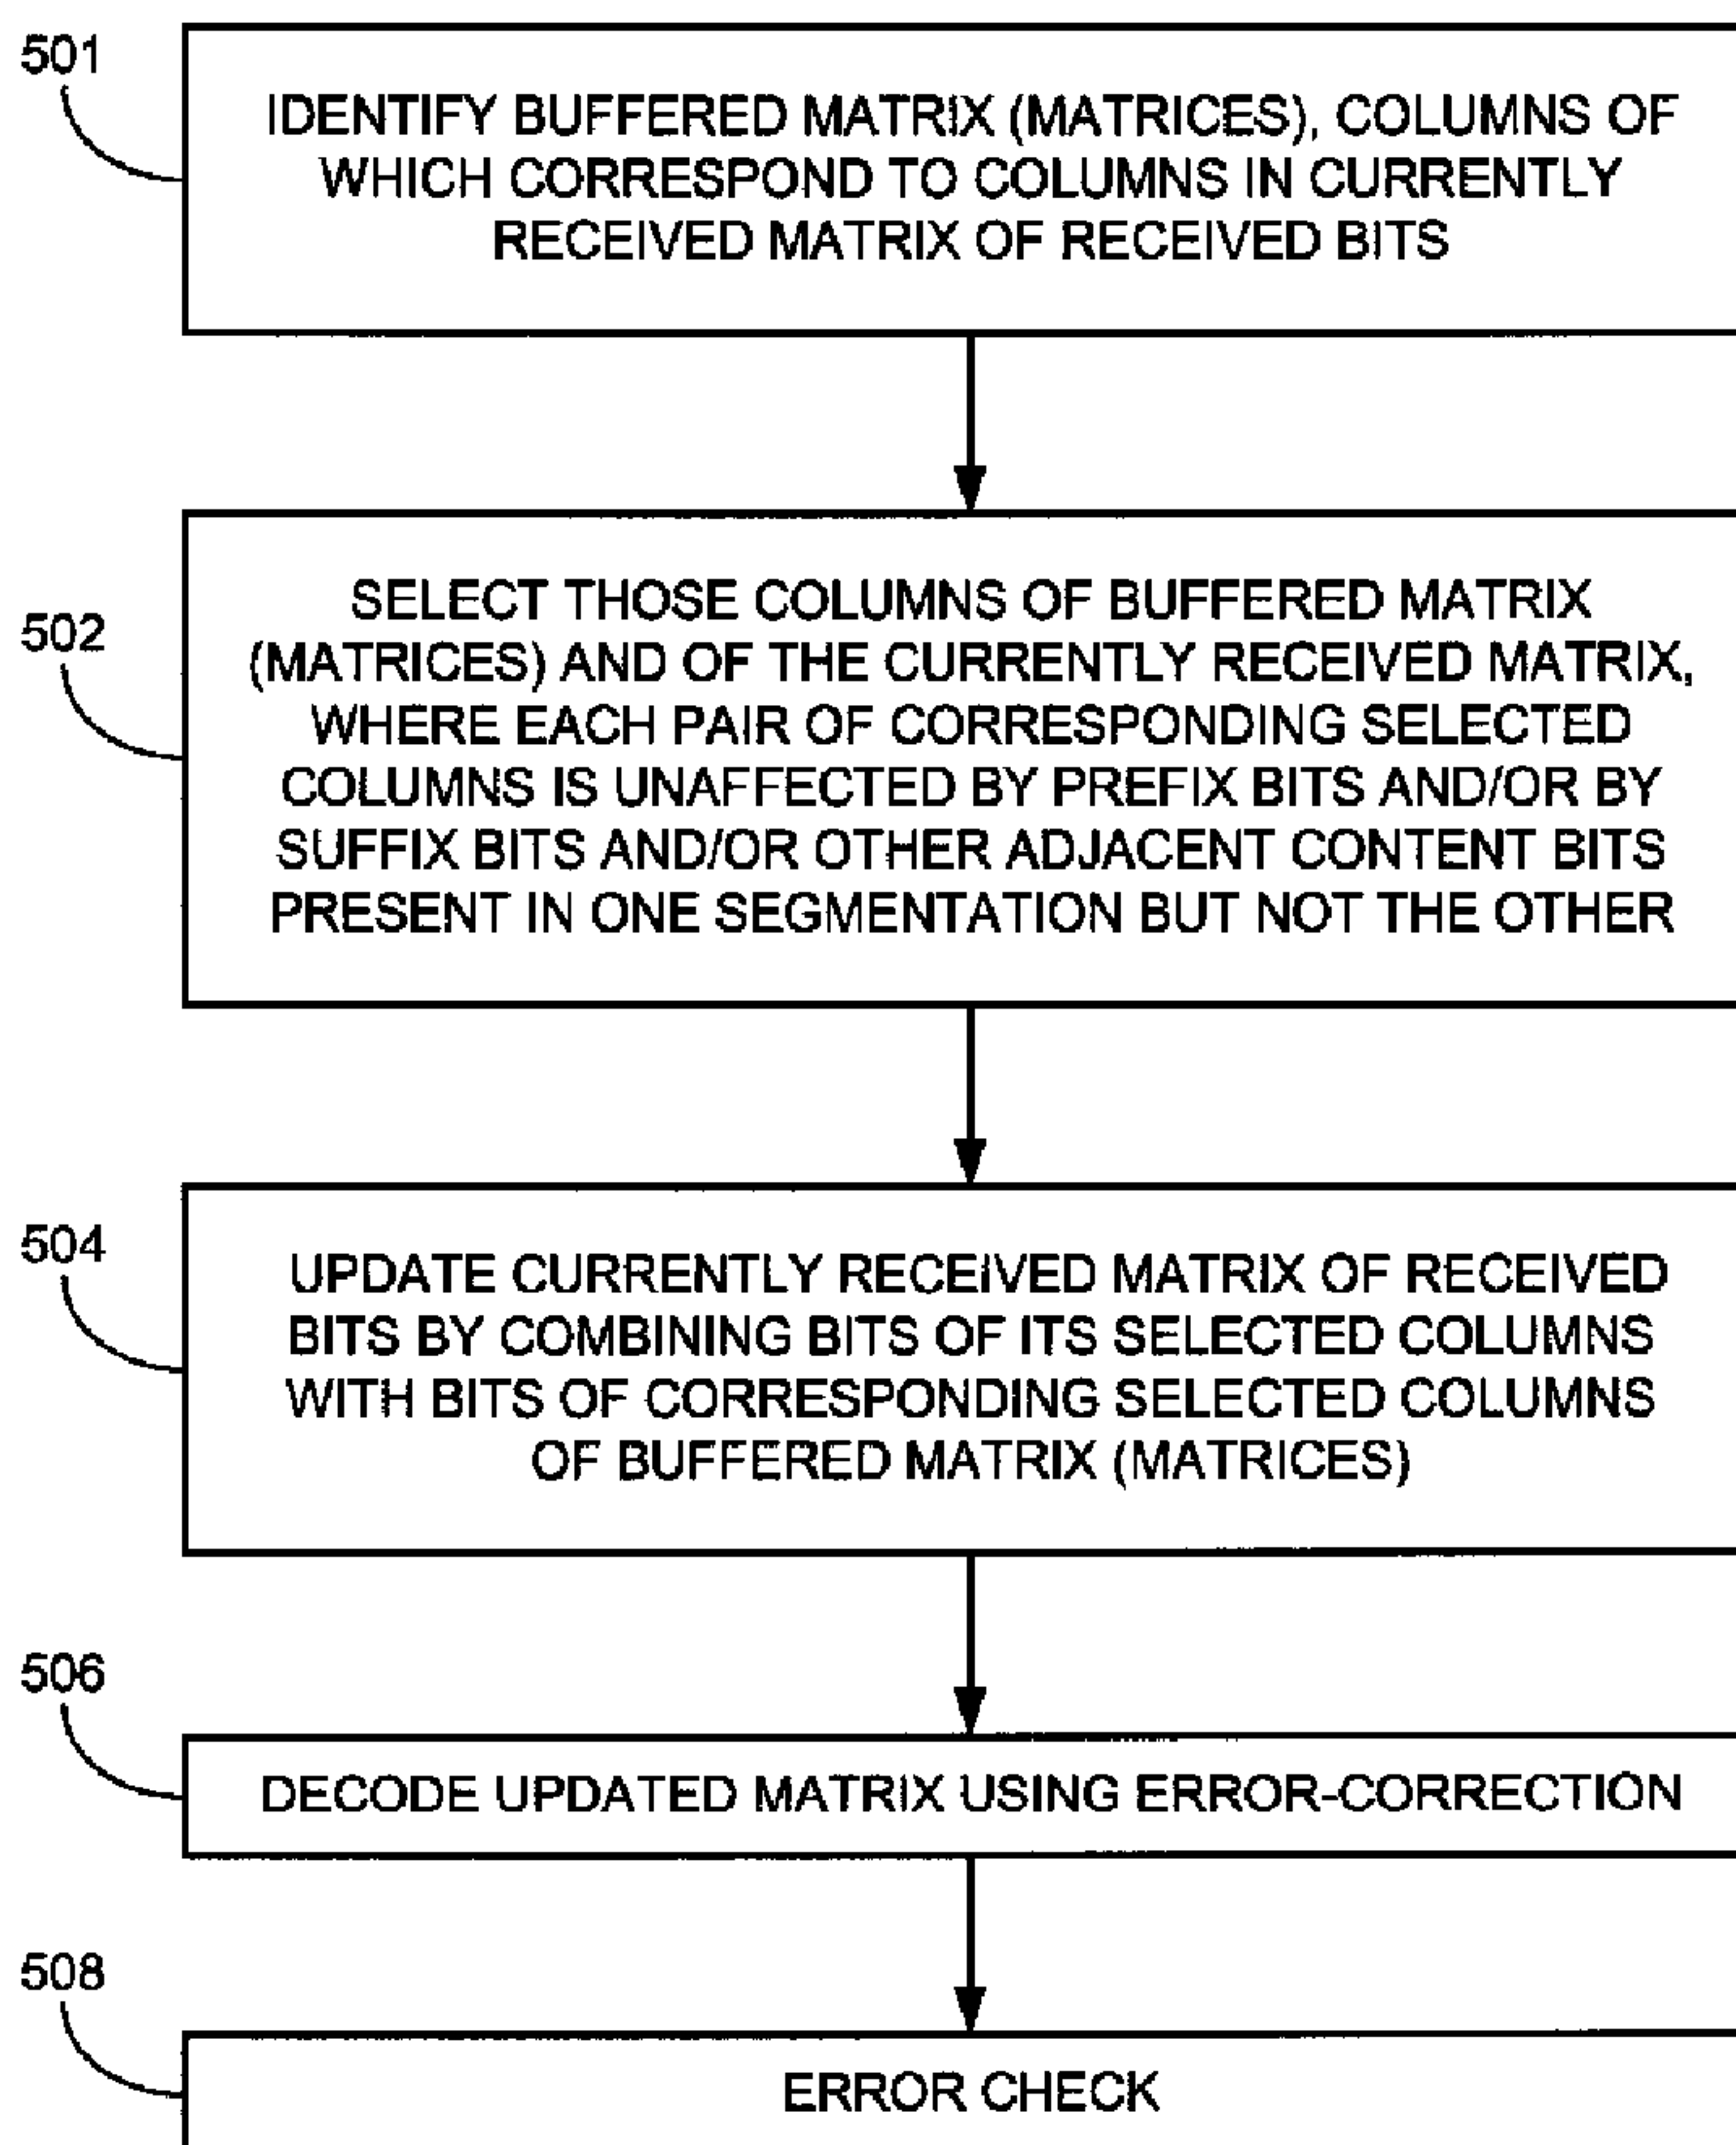 501
IDENTIFY BUFFERED MATRIX (MATRICES), COLUMNS OF
WHICH CORRESPOND TO COLUMNS IN CURRENTLY
RECEIVED MATRIX OF RECEIVED BITS
502
SELECT THOSE COLUMNS OF BUFFERED MATRIX
(MATRICES) AND OF THE CURRENTLY RECEIVED MATRIX,
WHERE EACH PAIR OF CORRESPONDING SELECTED
COLUMNS IS UNAFFECTED BY PREFIX BITS AND/OR BY
SUFFIX BITS AND/OR OTHER ADJACENT CONTENT BITS
PRESENT IN ONE SEGMENTATION BUT NOT THE OTHER
504
UPDATE CURRENTLY RECEIVED MATRIX OF RECEIVED
BITS BY COMBINING BITS OF ITS SELECTED COLUMNS
WITH BITS OF CORRESPONDING SELECTED COLUMNS
OF BUFFERED MATRIX (MATRICES)
506
DECODE UPDATED MATRIX USING ERROR-CORRECTION
508
ERROR CHECK